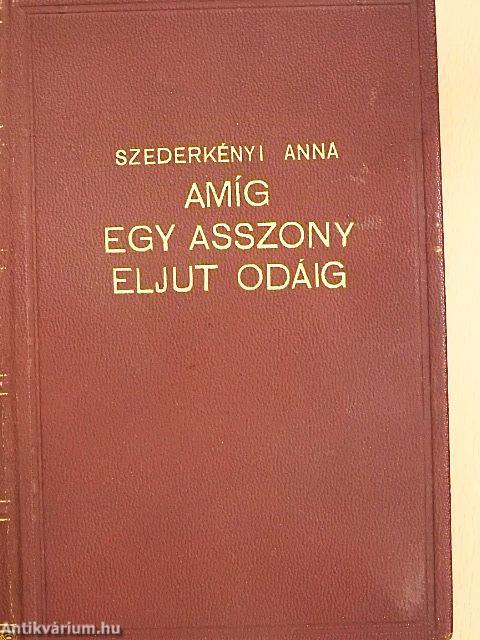 SZEDERKÉNYI ANNA
AMÍG
EGY ASSZONY
ELJUT ODÁIG
Antikvárium.hu